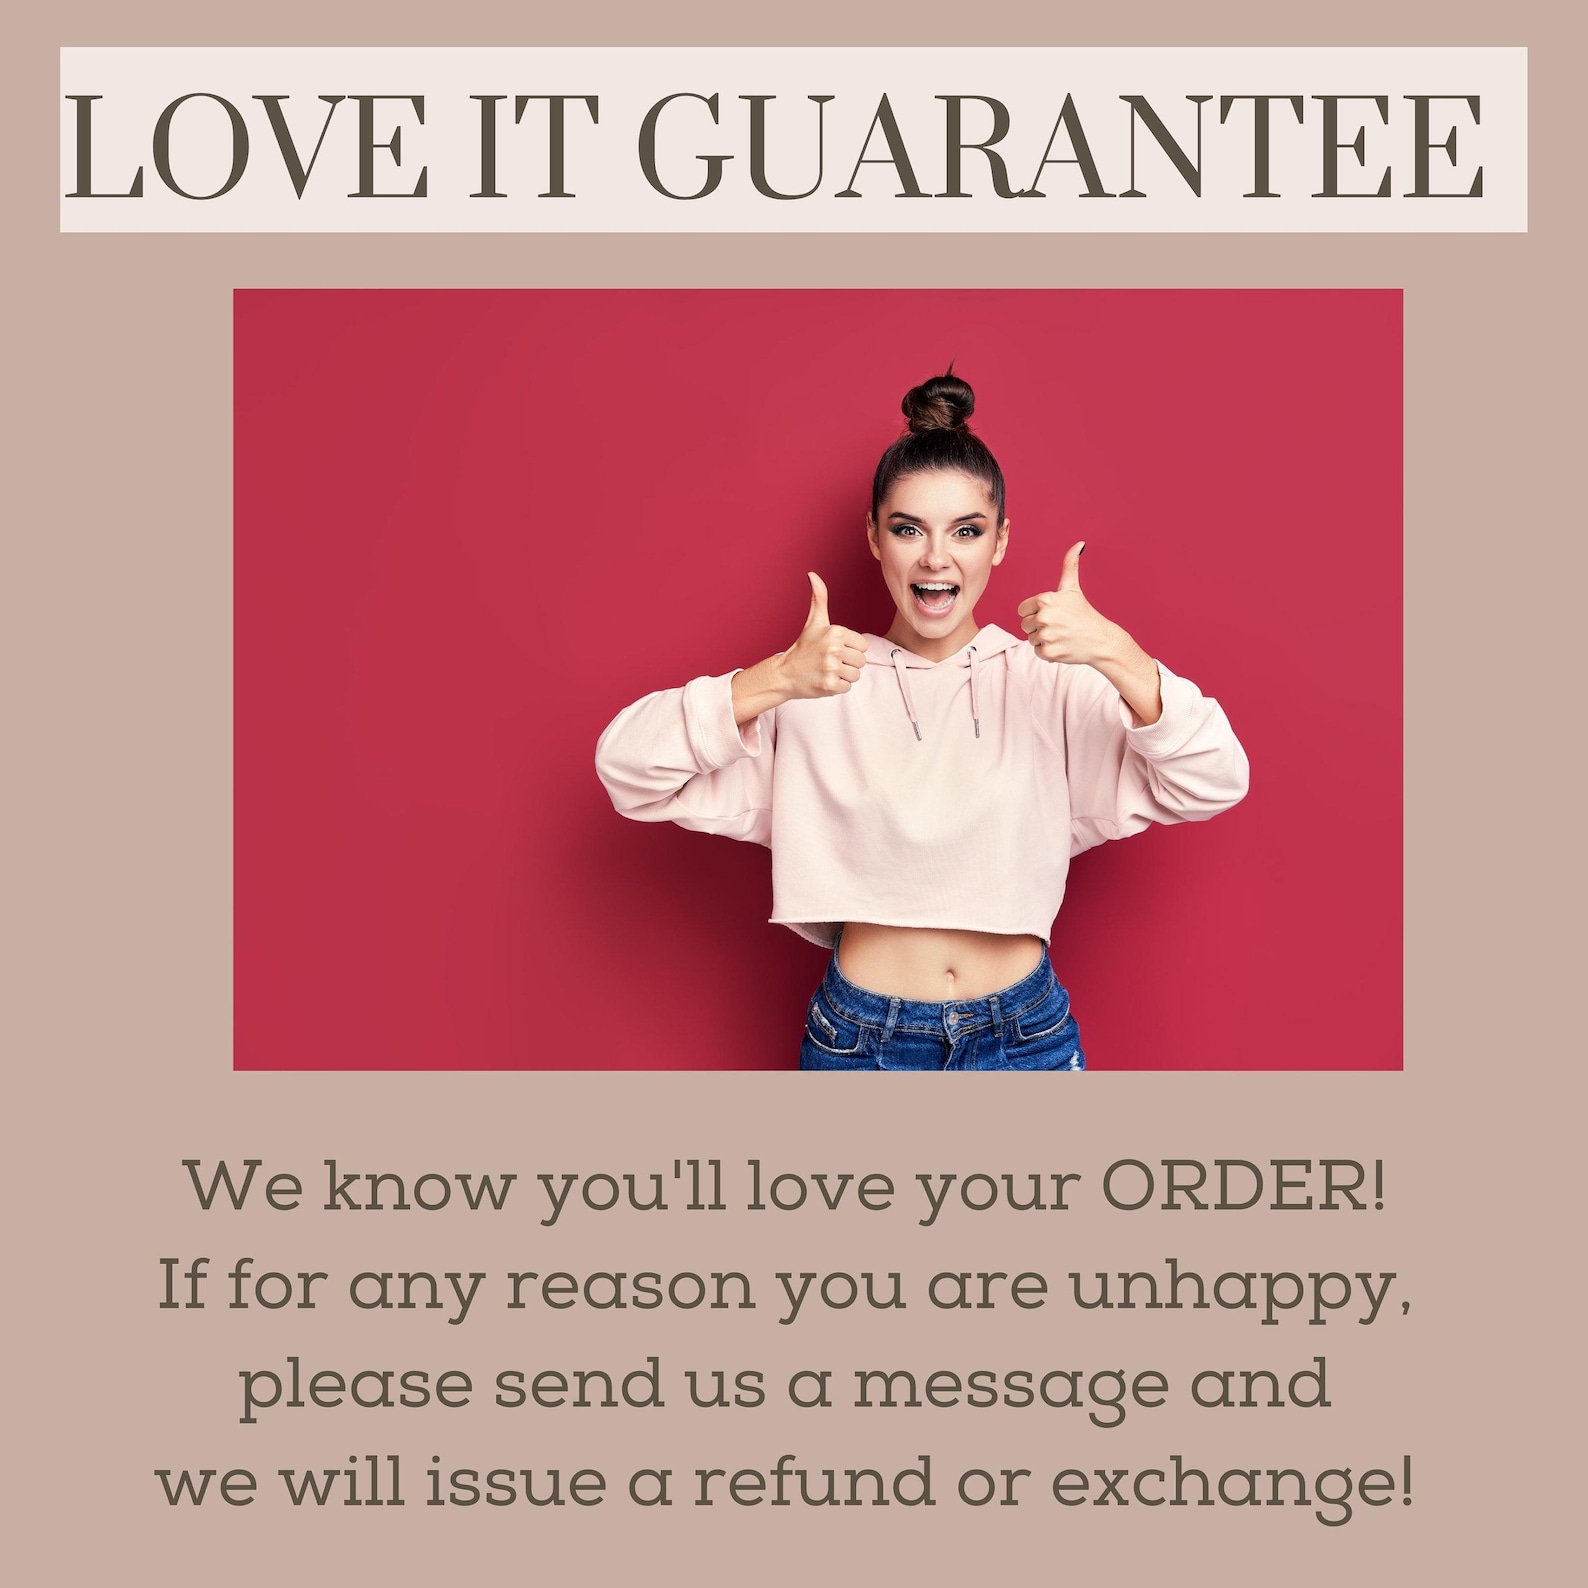 LOVE IT GUARANTEE
We know you'll love your ORDER!
If for any reason you are unhappy,
please send us a message and
we will issue a refund or exchange!